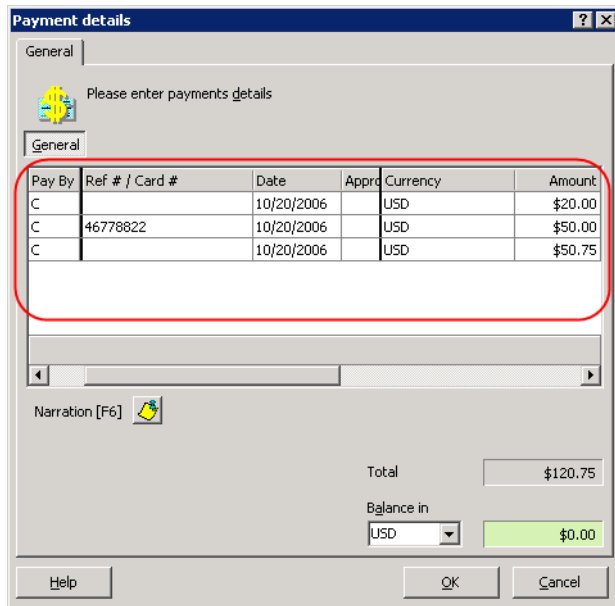 Payment details
General
Please enter payments details
General
Pay By Ref # / Card # Date Appro Currency Amount
C 10/20/2006 USD $20.00
C 46778822 10/20/2006 USD $50.00
C 10/20/2006 USD $50.75
Narration [F6]
Total $120.75
Balance in
USD $0.00
Help OK Cancel